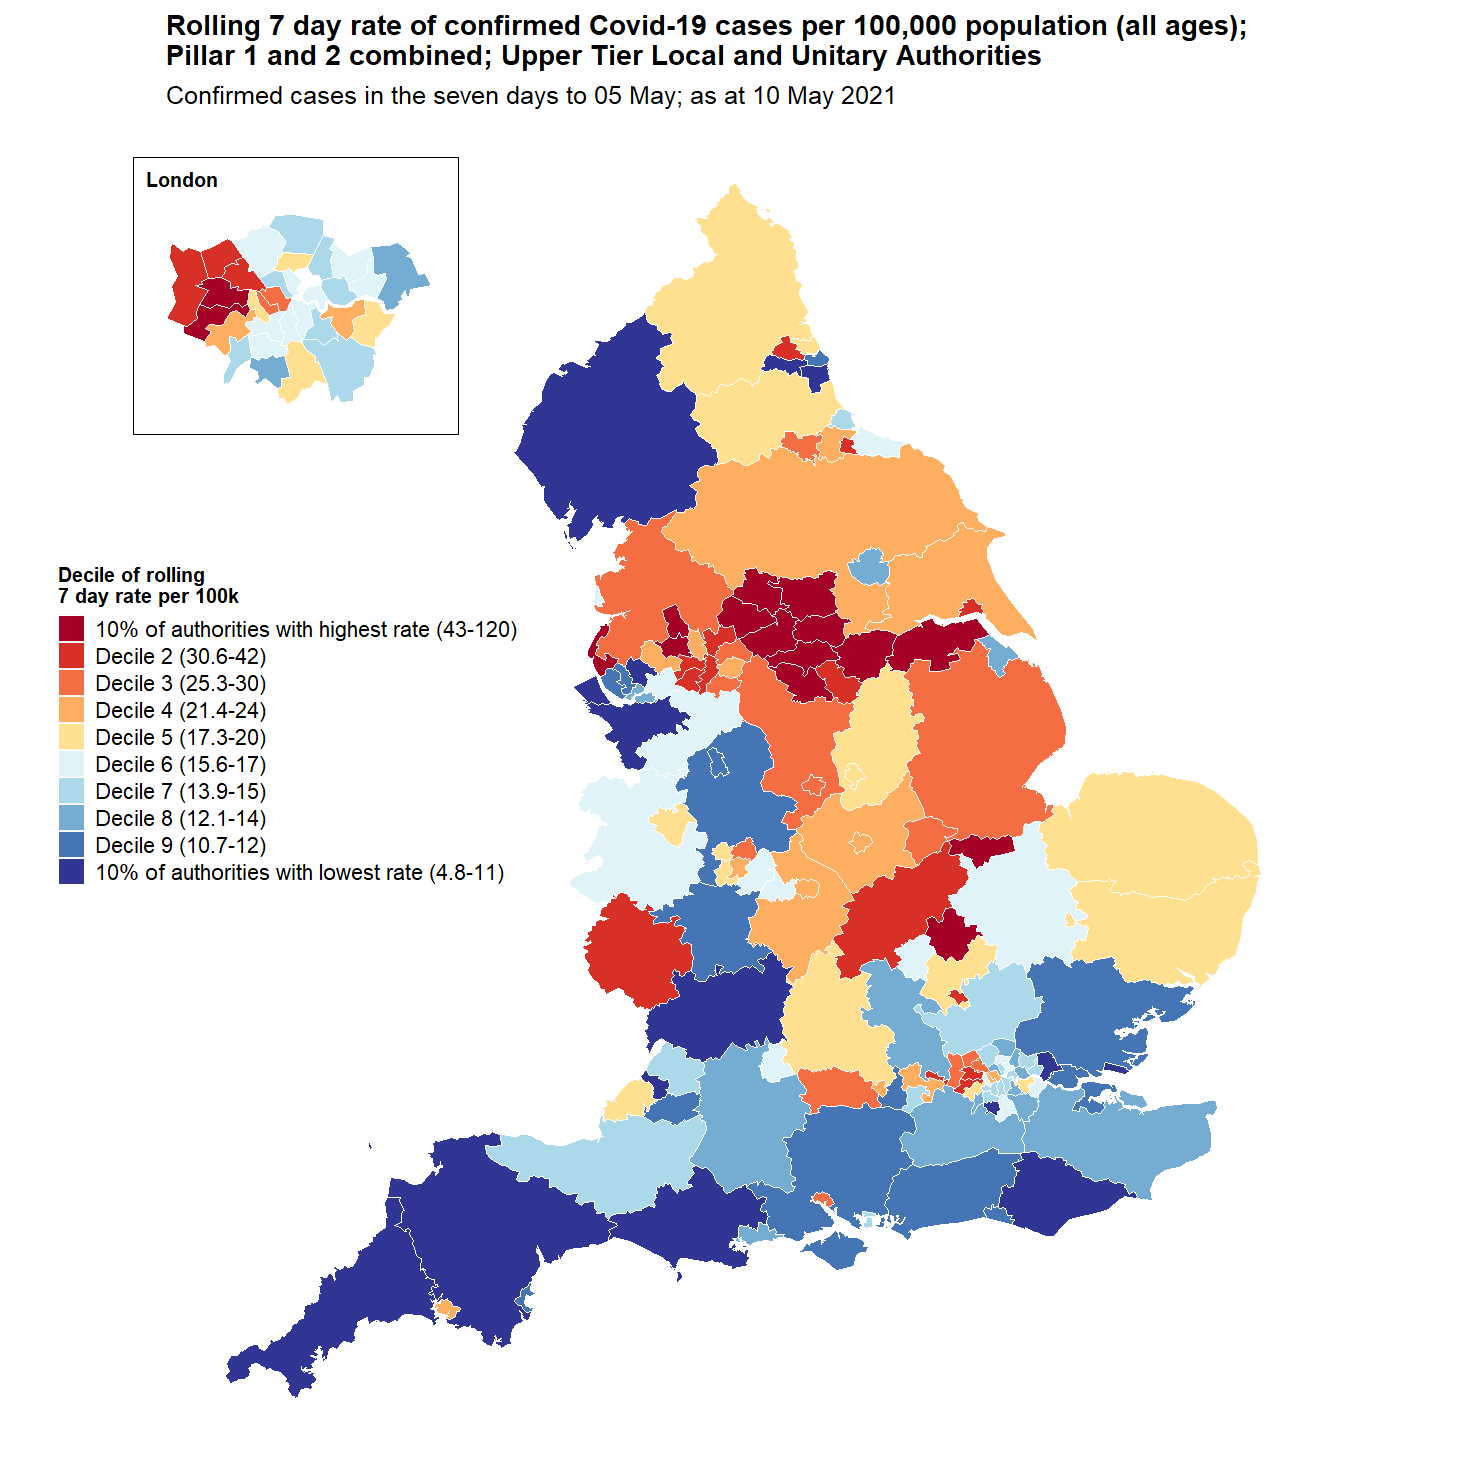 Rolling 7 day rate of confirmed Covid-19 cases per 100,000 population (all ages);
Pillar 1 and 2 combined; Upper Tier Local and Unitary Authorities
Confirmed cases in the seven days to 05 May; as at 10 May 2021
London
Decile of rolling
7 day rate per 100k
10% of authorities with highest rate (43-120)
Decile 2 (30.6-42)
Decile 3 (25.3-30)
Decile 4 (21.4-24)
Decile 5 (17.3-20)
Decile 6 (15.6-17)
Decile 7 (13.9-15)
Decile 8 (12.1-14)
Decile 9 (10.7-12)
10% of authorities with lowest rate (4.8-11)